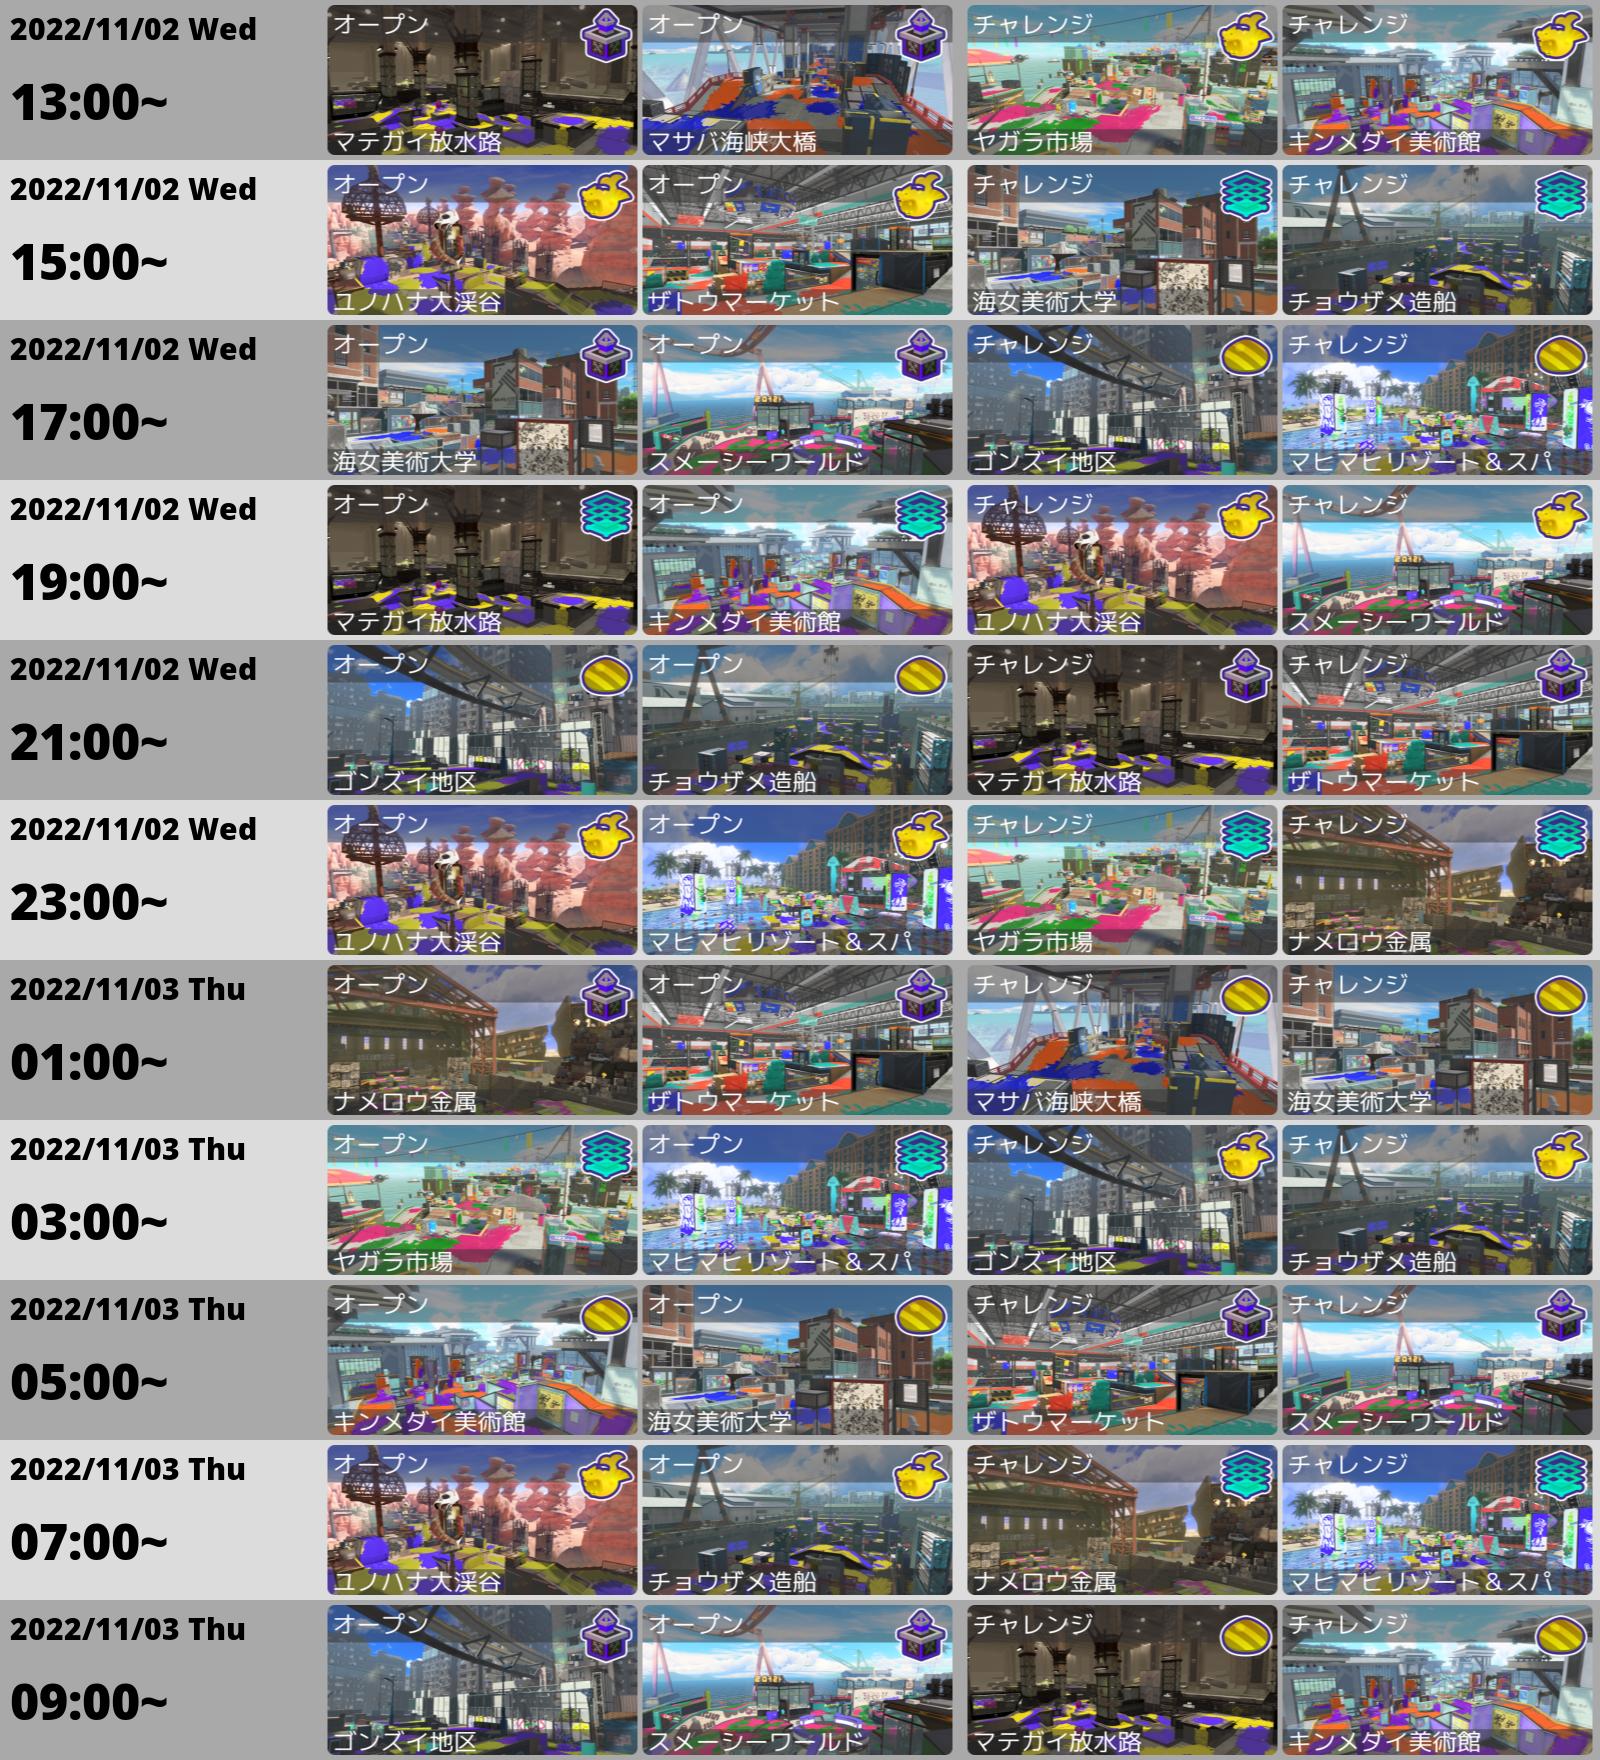 2022/11/02 Wed
13:00~
オープン
マテガイ放水路
オープン
マサバ海峡大橋
チャレンジ
ヤガラ市場
チャレンジ
キンメダイ美術館
2022/11/02 Wed
15:00~
オープン
ユノハナ大渓谷
オープン
ザトウマーケット
チャレンジ
海女美術大学
チャレンジ
チョウザメ造船
2022/11/02 Wed
17:00~
オープン
海女美術大学
オープン
スメーシーワールド
チャレンジ
ゴンズイ地区
チャレンジ
マヒマヒリゾート＆スパ
2022/11/02 Wed
19:00~
オープン
マテガイ放水路
オープン
キンメダイ美術館
チャレンジ
ユノハナ大渓谷
チャレンジ
スメーシーワールド
2022/11/02 Wed
21:00~
オープン
ゴンズイ地区
オープン
チョウザメ造船
チャレンジ
マテガイ放水路
チャレンジ
ザトウマーケット
2022/11/02 Wed
23:00~
オープン
ユノハナ大渓谷
オープン
マヒマヒリゾート＆スパ
チャレンジ
ヤガラ市場
チャレンジ
ナメロウ金属
2022/11/03 Thu
01:00~
オープン
ナメロウ金属
オープン
ザトウマーケット
チャレンジ
マサバ海峡大橋
チャレンジ
海女美術大学
2022/11/03 Thu
03:00~
オープン
ヤガラ市場
オープン
マヒマヒリゾート＆スパ
チャレンジ
ゴンズイ地区
チャレンジ
チョウザメ造船
2022/11/03 Thu
05:00~
オープン
キンメダイ美術館
オープン
海女美術大学
チャレンジ
ザトウマーケット
チャレンジ
スメーシーワールド
2022/11/03 Thu
07:00~
オープン
ユノハナ大渓谷
オープン
チョウザメ造船
チャレンジ
ナメロウ金属
チャレンジ
マヒマヒリゾート＆スパ
2022/11/03 Thu
09:00~
オープン
ゴンズイ地区
オープン
スメーシーワールド
チャレンジ
マテガイ放水路
チャレンジ
キンメダイ美術館